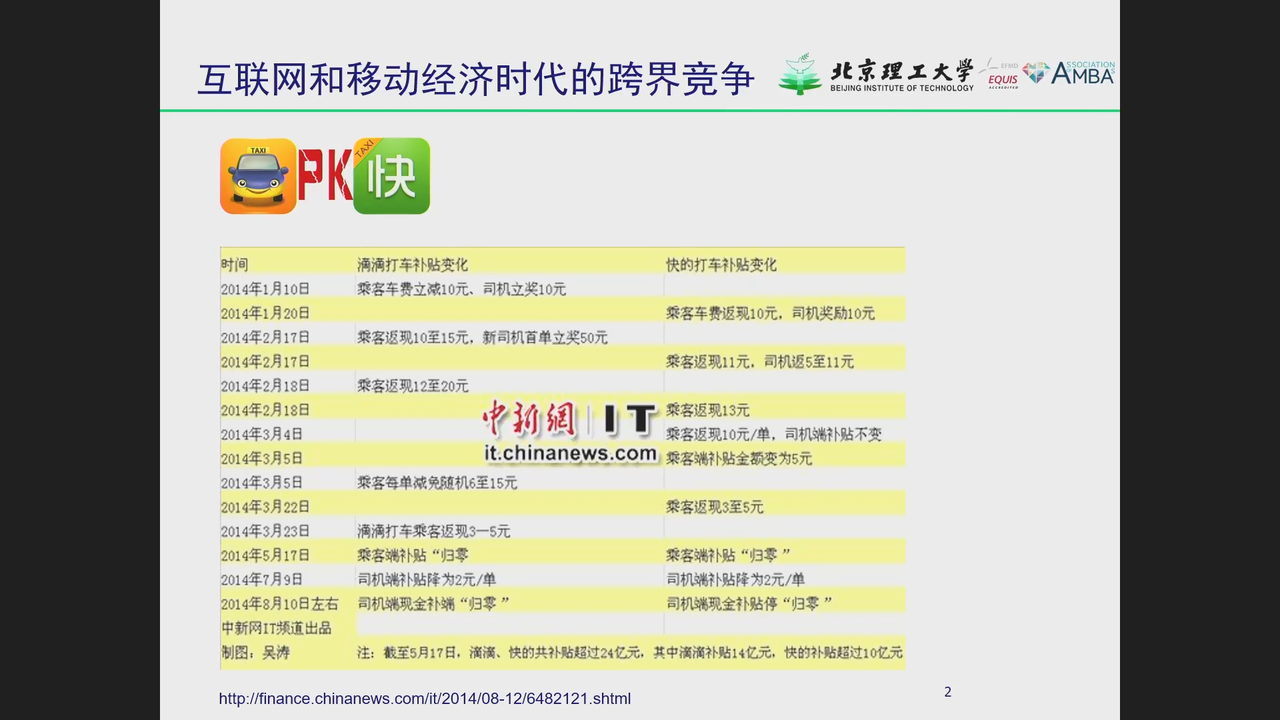 互联网和移动经济时代的跨界竞争
北京理工大学
BEIJING INSTITUTE OF TECHNOLOGY
EFMD
EQUIS
ACCREDITED
ASSOCIATION
AMBA
TAXI
PK
TAXI
快
时间 滴滴打车补贴变化 快的打车补贴变化
2014年1月10日 乘客车费立减10元、司机立奖10元
2014年1月20日 乘客车费返现10元，司机奖励10元
2014年2月17日 乘客返现10至15元，新司机首单立奖50元
2014年2月17日 乘客返现11元，司机返5至11元
2014年2月18日 乘客返现12至20元
2014年2月18日 乘客返现13元
2014年3月4日 乘客返现10元/单，司机端补贴不变
2014年3月5日 乘客端补贴金额变为5元
2014年3月5日 乘客每单减免随机6至15元
2014年3月22日 乘客返现3至5元
2014年3月23日 滴滴打车乘客返现3—5元
2014年5月17日 乘客端补贴“归零 乘客端补贴“归零 ”
2014年7月9日 司机端补贴降为2元/单 司机端补贴降为2元/单
2014年8月10日左右 司机端现金补端“归零 ” 司机端现金补贴停“归零 ”
中新网IT频道出品
制图：吴涛 注：截至5月17日，滴滴、快的共补贴超过24亿元，其中滴滴补贴14亿元，快的补贴超过10亿元
中新網 IT
it.chinanews.com
http://finance.chinanews.com/it/2014/08-12/6482121.shtml
2